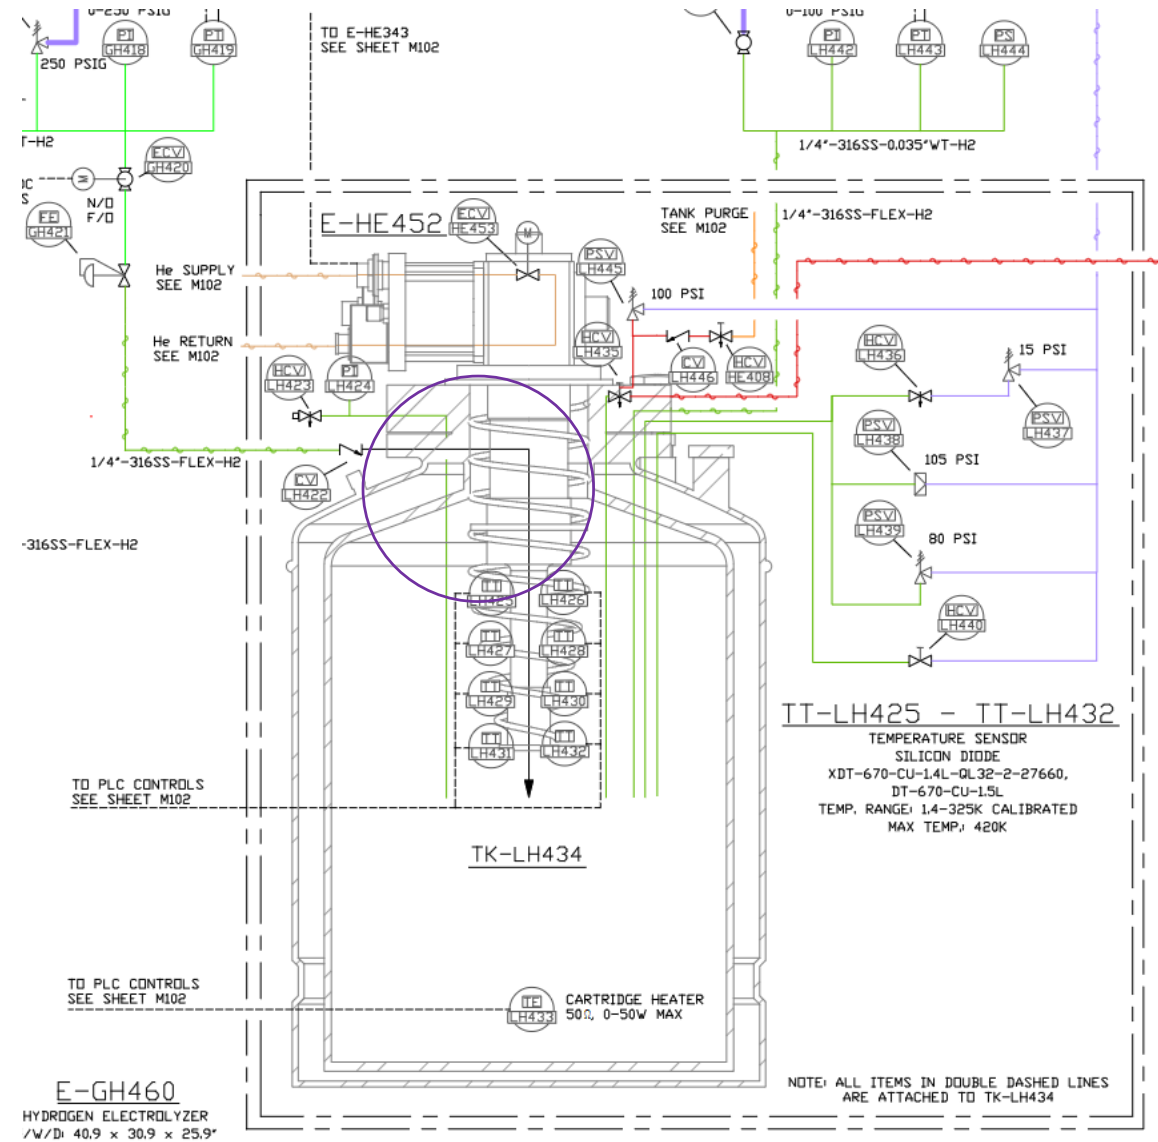 0-250 PSIG
PI
GH418
PT
GH419
250 PSIG
TO E-HE343
SEE SHEET M102
0-100 PSIG
PI
LH442
PT
LH443
PS
LH444
T-H2
1/4"-316SS-0.035"WT-H2
ECV
GH420
M
N/O
F/O
DC
S
FE
GH421
E-HE452
ECV
HE453
M
TANK PURGE
SEE M102
1/4"-316SS-FLEX-H2
He SUPPLY
SEE M102
PSV
LH445
100 PSI
He RETURN
SEE M102
HCV
LH435
CV
LH446
HCV
HE408
HCV
LH436
15 PSI
HCV
LH423
PI
LH424
PSV
LH437
PSV
LH438
105 PSI
1/4"-316SS-FLEX-H2
CV
LH422
PSV
LH439
80 PSI
-316SS-FLEX-H2
TT
LH425
TT
LH426
HCV
LH440
TT
LH427
TT
LH428
TT
LH429
TT
LH430
TT
LH431
TT
LH432
TT-LH425 - TT-LH432
TEMPERATURE SENSOR
SILICON DIODE
XDT-670-CU-1.4L-QL32-2-27660,
DT-670-CU-1.5L
TEMP. RANGE: 1.4-325K CALIBRATED
MAX TEMP.: 420K
TO PLC CONTROLS
SEE SHEET M102
TK-LH434
TO PLC CONTROLS
SEE SHEET M102
TE
LH433
CARTRIDGE HEATER
50Ω, 0-50W MAX
E-GH460
HYDROGEN ELECTROLYZER
/W/D: 40.9 x 30.9 x 25.9"
NOTE: ALL ITEMS IN DOUBLE DASHED LINES
ARE ATTACHED TO TK-LH434